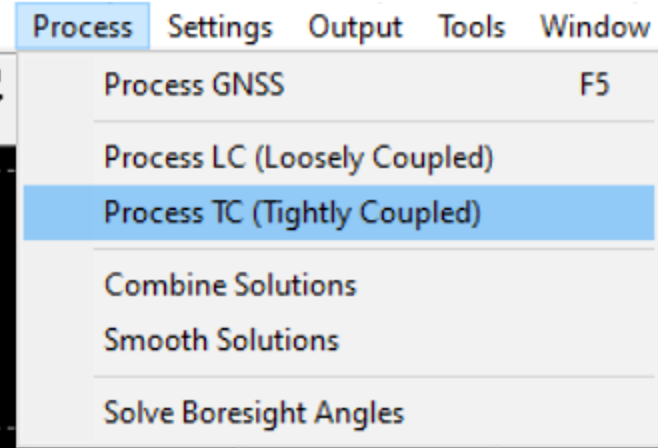 Process Settings Output Tools Window
Process GNSS F5
Process LC (Loosely Coupled)
Process TC (Tightly Coupled)
Combine Solutions
Smooth Solutions
Solve Boresight Angles